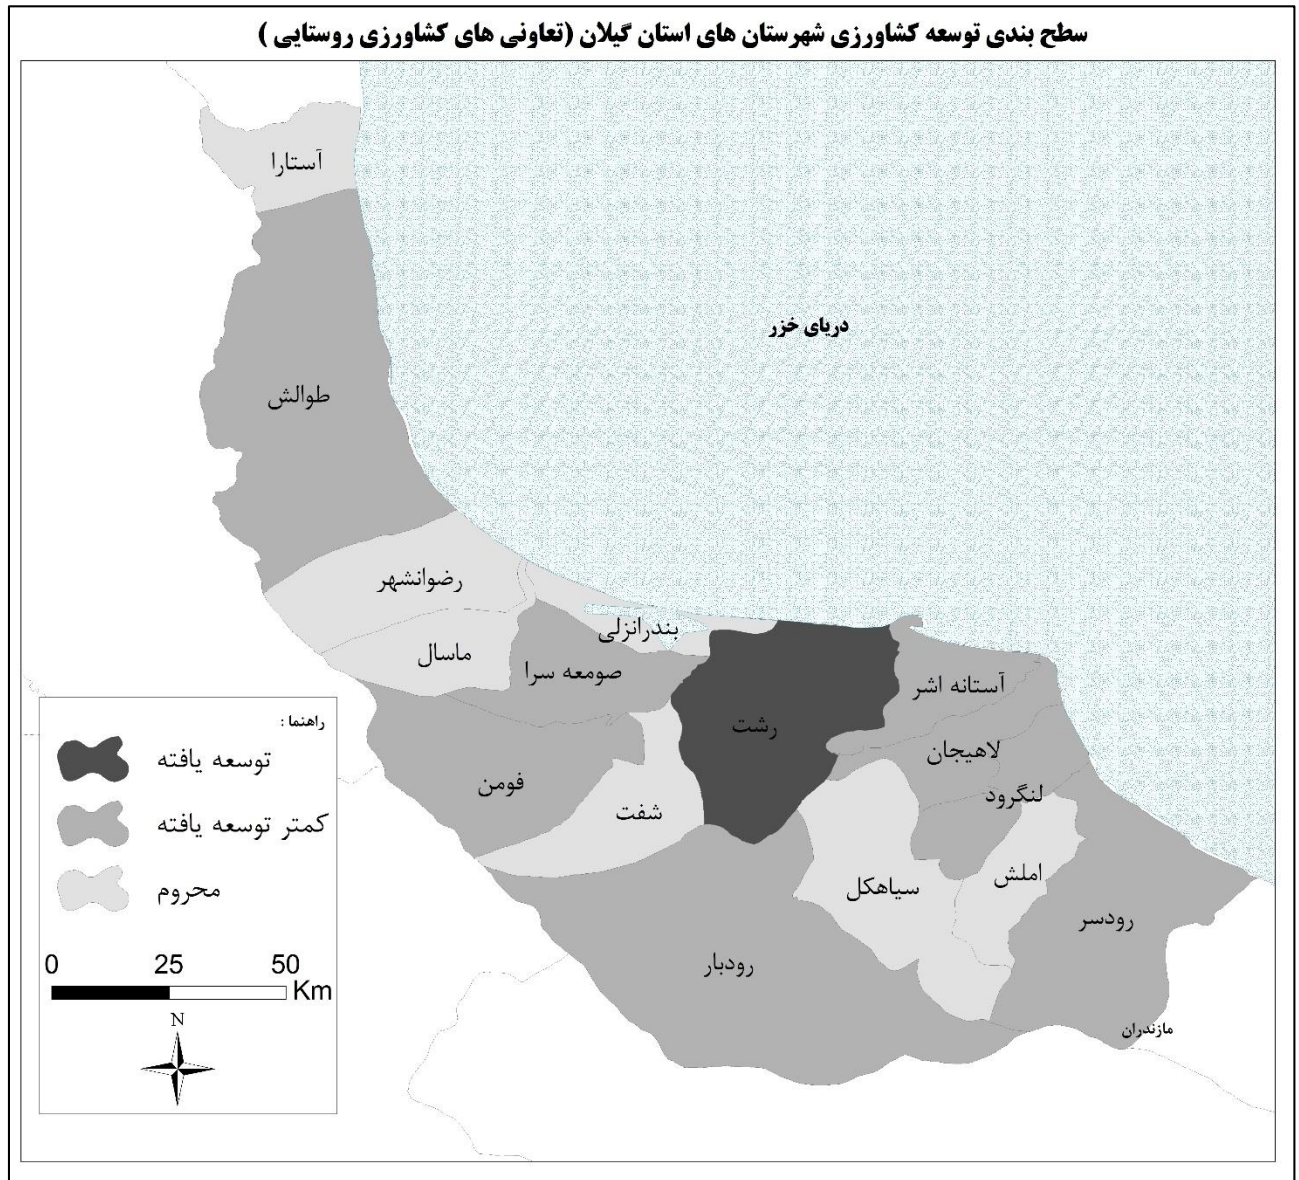 سطح بندی توسعه کشاورزی شهرستان های استان گیلان (تعاونی های کشاورزی روستایی )
آستارا
دریای خزر
طوالش
رضوانشهر
بندرانزلی
ماسال
صومعه سرا
آستانه اشر
رشت
لاهیجان
فومن
لنگرود
شفت
املش
سیاهکل
رودسر
رودبار
مازندران
راهنما :
توسعه یافته
کمتر توسعه یافته
محروم
0 25 50
Km
N